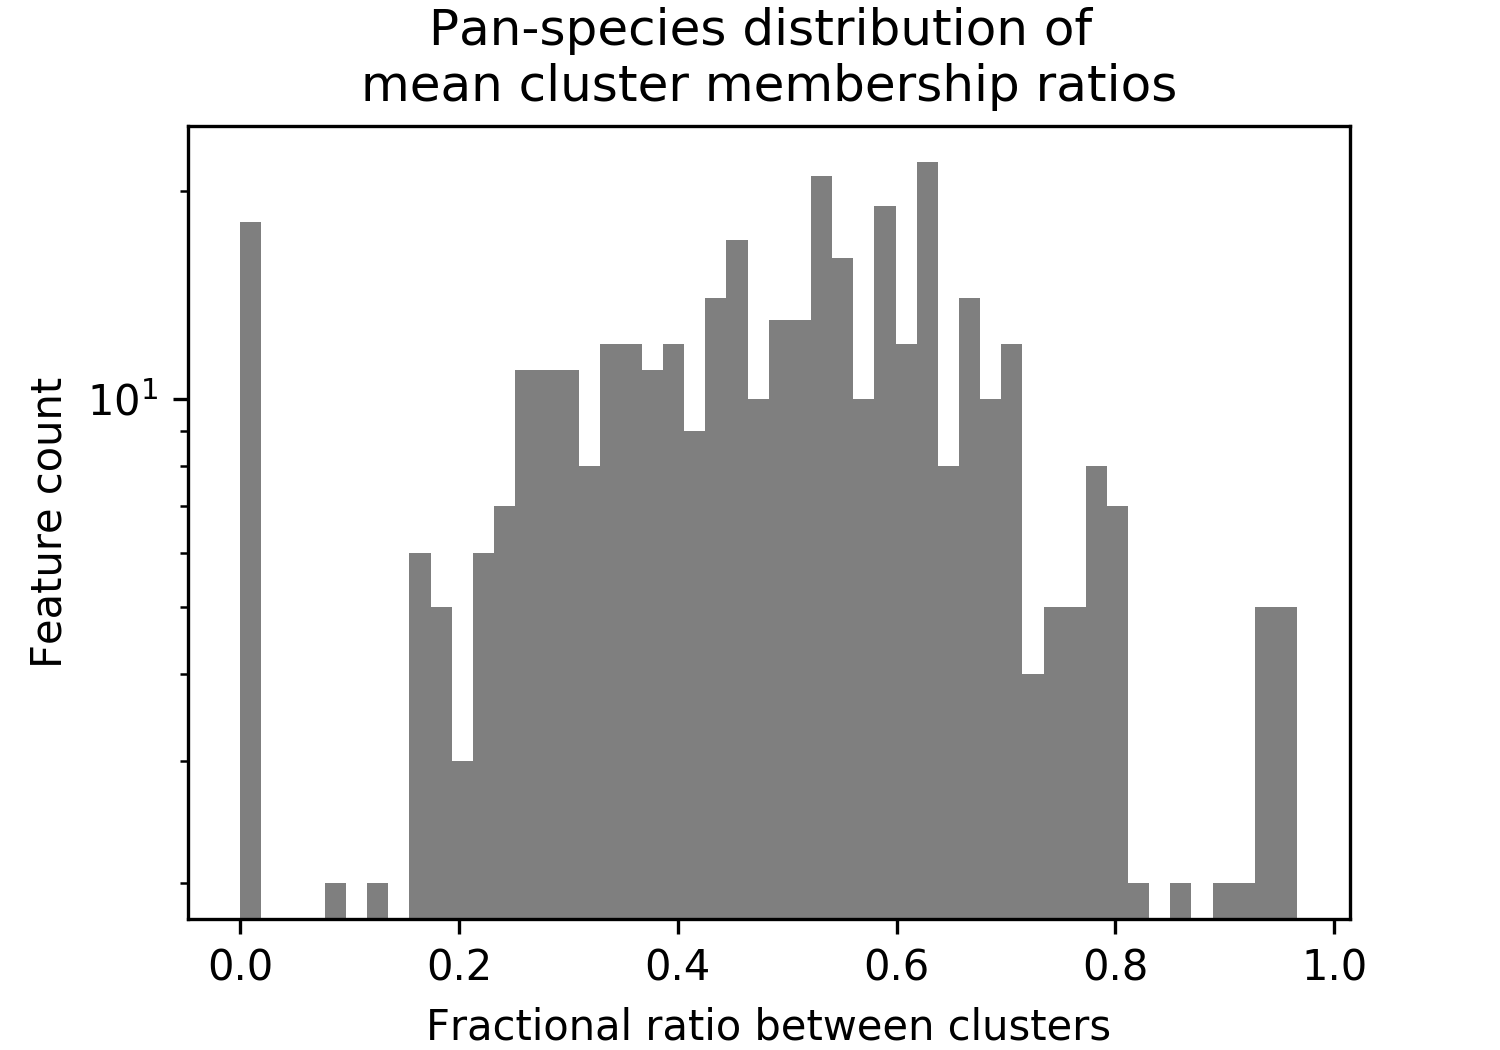 Pan-species distribution of
mean cluster membership ratios
Feature count
10¹
0.0 0.2 0.4 0.6 0.8 1.0
Fractional ratio between clusters